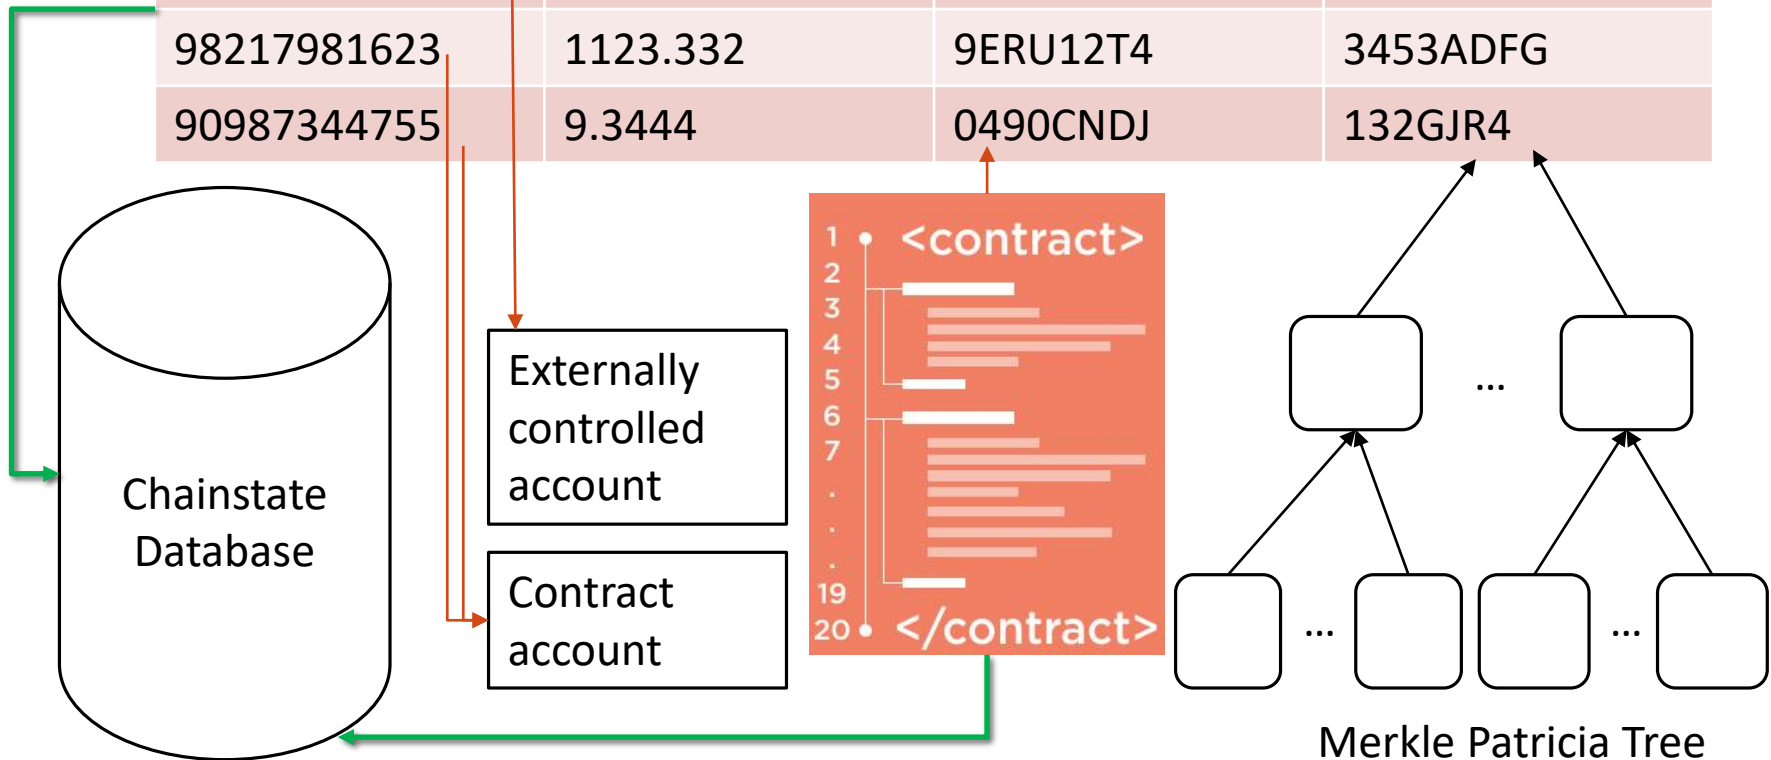 98217981623 1123.332 9ERU12T4 3453ADFG
90987344755 9.3444 0490CNDJ 132GJR4
Chainstate
Database
Externally
controlled
account
Contract
account
1 <contract>
2
3
4
5
6
7
.
.
.
19
20 </contract>
...
... ...
Merkle Patricia Tree